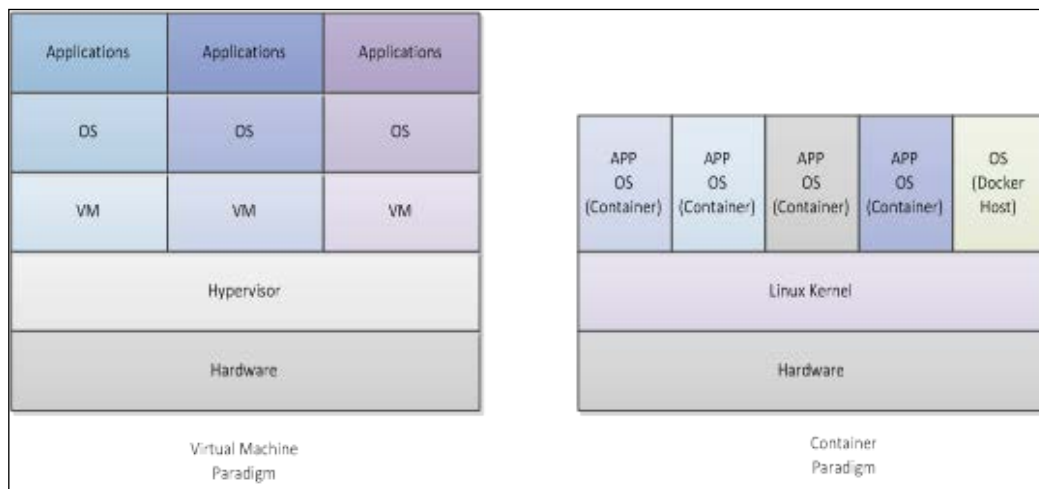 Applications Applications Applications
OS OS OS
VM VM VM
Hypervisor
Hardware
Virtual Machine
Paradigm
APP APP APP APP OS
OS OS OS OS (Docker
(Container) (Container) (Container) (Container) Host)
Linux Kernel
Hardware
Container
Paradigm